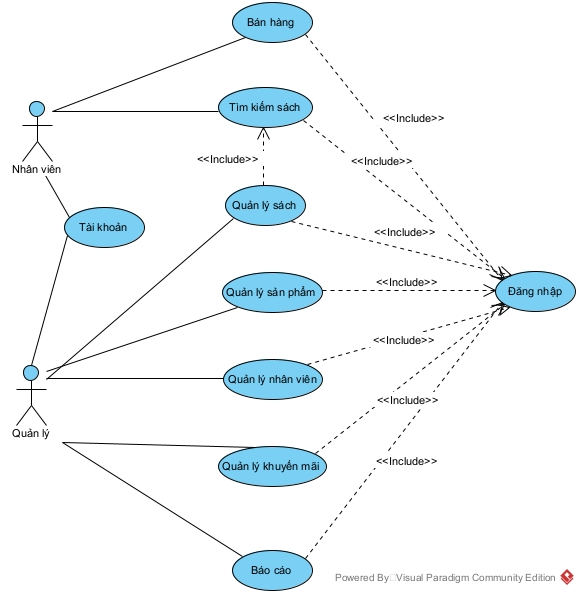 Bán hàng
<<Include>>
Tìm kiếm sách
<<Include>>
<<Include>>
Nhân viên
Quản lý sách
Tài khoản
<<Include>>
<<Include>>
Quản lý sản phẩm
Đăng nhập
<<Include>>
Quản lý nhân viên
<<Include>>
Quản lý
Quản lý khuyến mãi
<<Include>>
Báo cáo
Powered By Visual Paradigm Community Edition